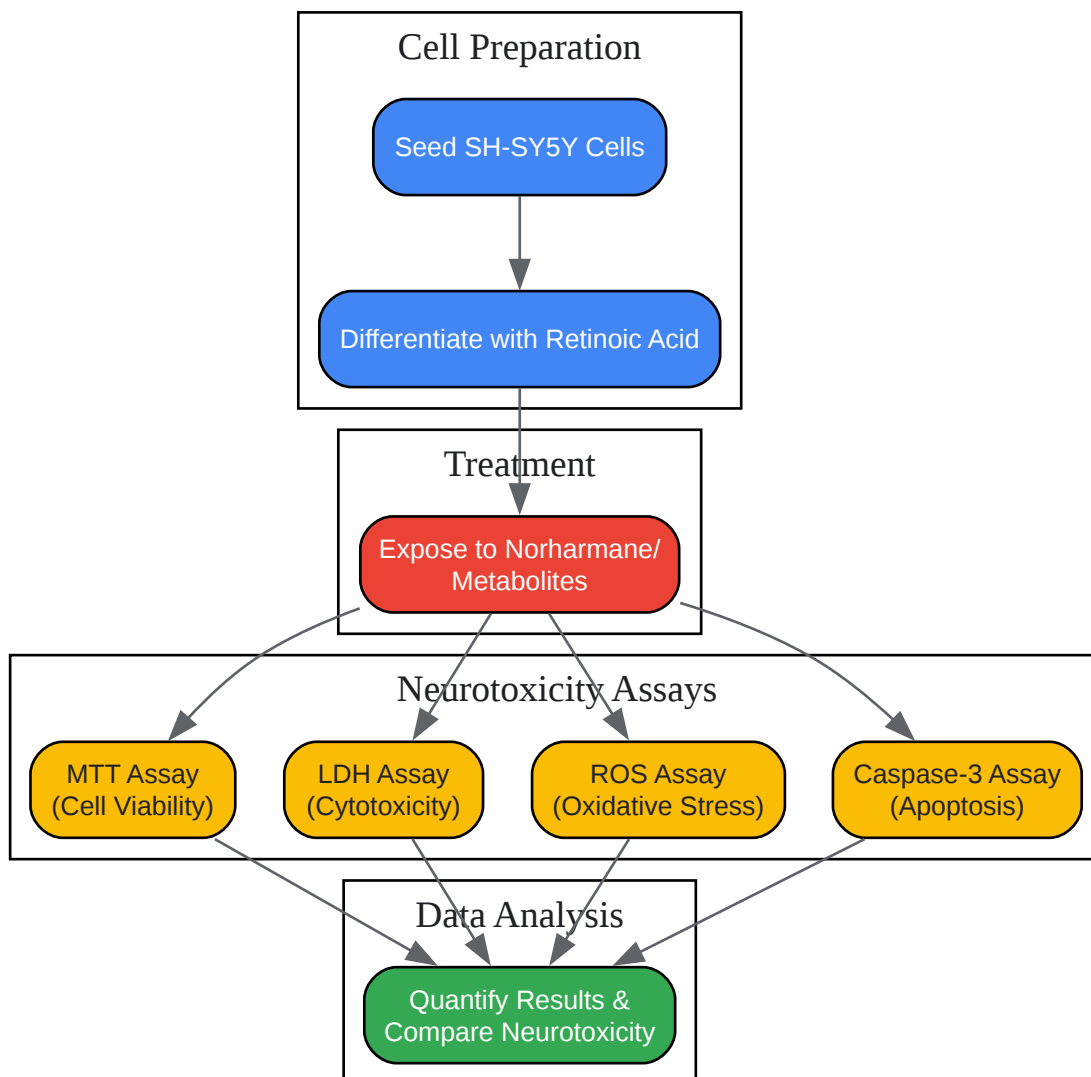 Cell Preparation
Seed SH-SY5Y Cells
Differentiate with Retinoic Acid
Treatment
Expose to Norharmane/
Metabolites
Neurotoxicity Assays
MTT Assay
(Cell Viability)
LDH Assay
(Cytotoxicity)
ROS Assay
(Oxidative Stress)
Caspase-3 Assay
(Apoptosis)
Data Analysis
Quantify Results &
Compare Neurotoxicity